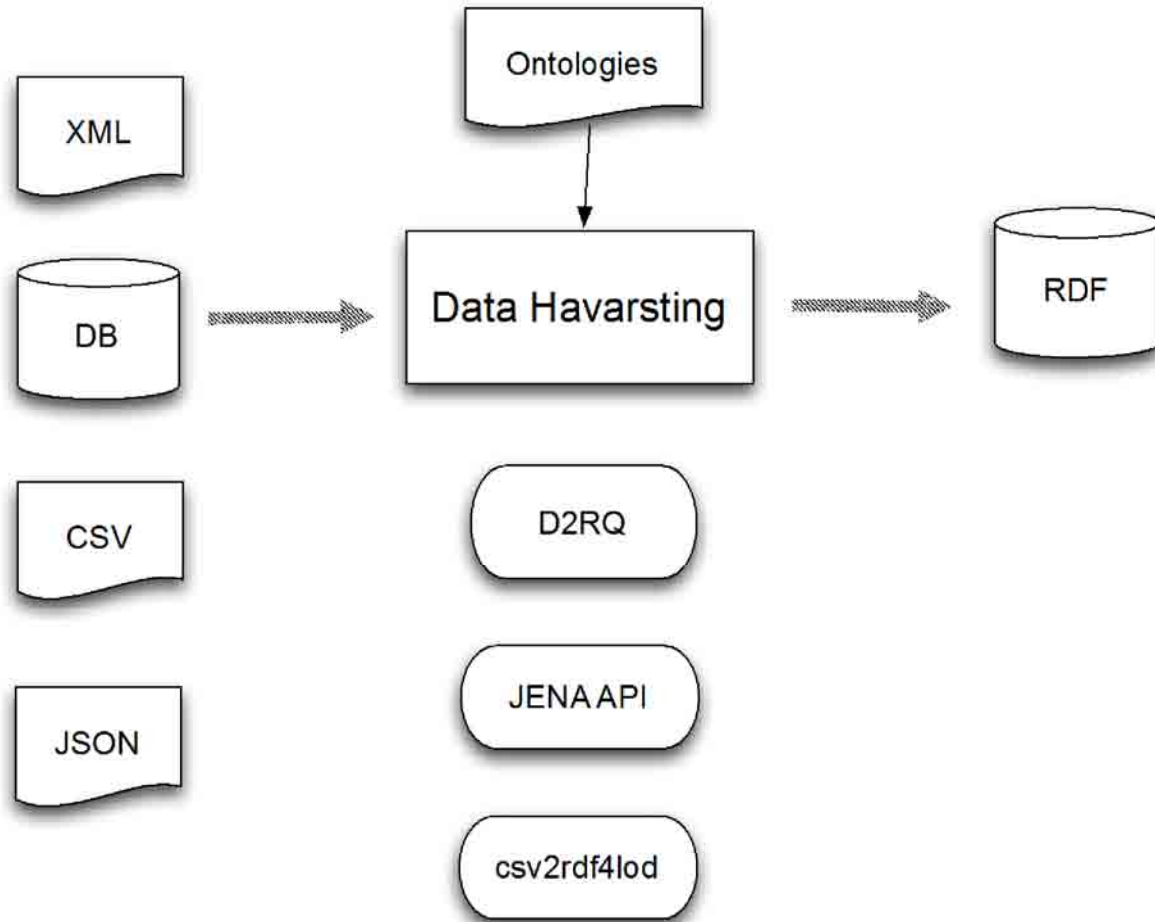 Ontologies
XML
Data Havarsting
RDF
DB
CSV
D2RQ
JENA API
JSON
csv2rdf4lod